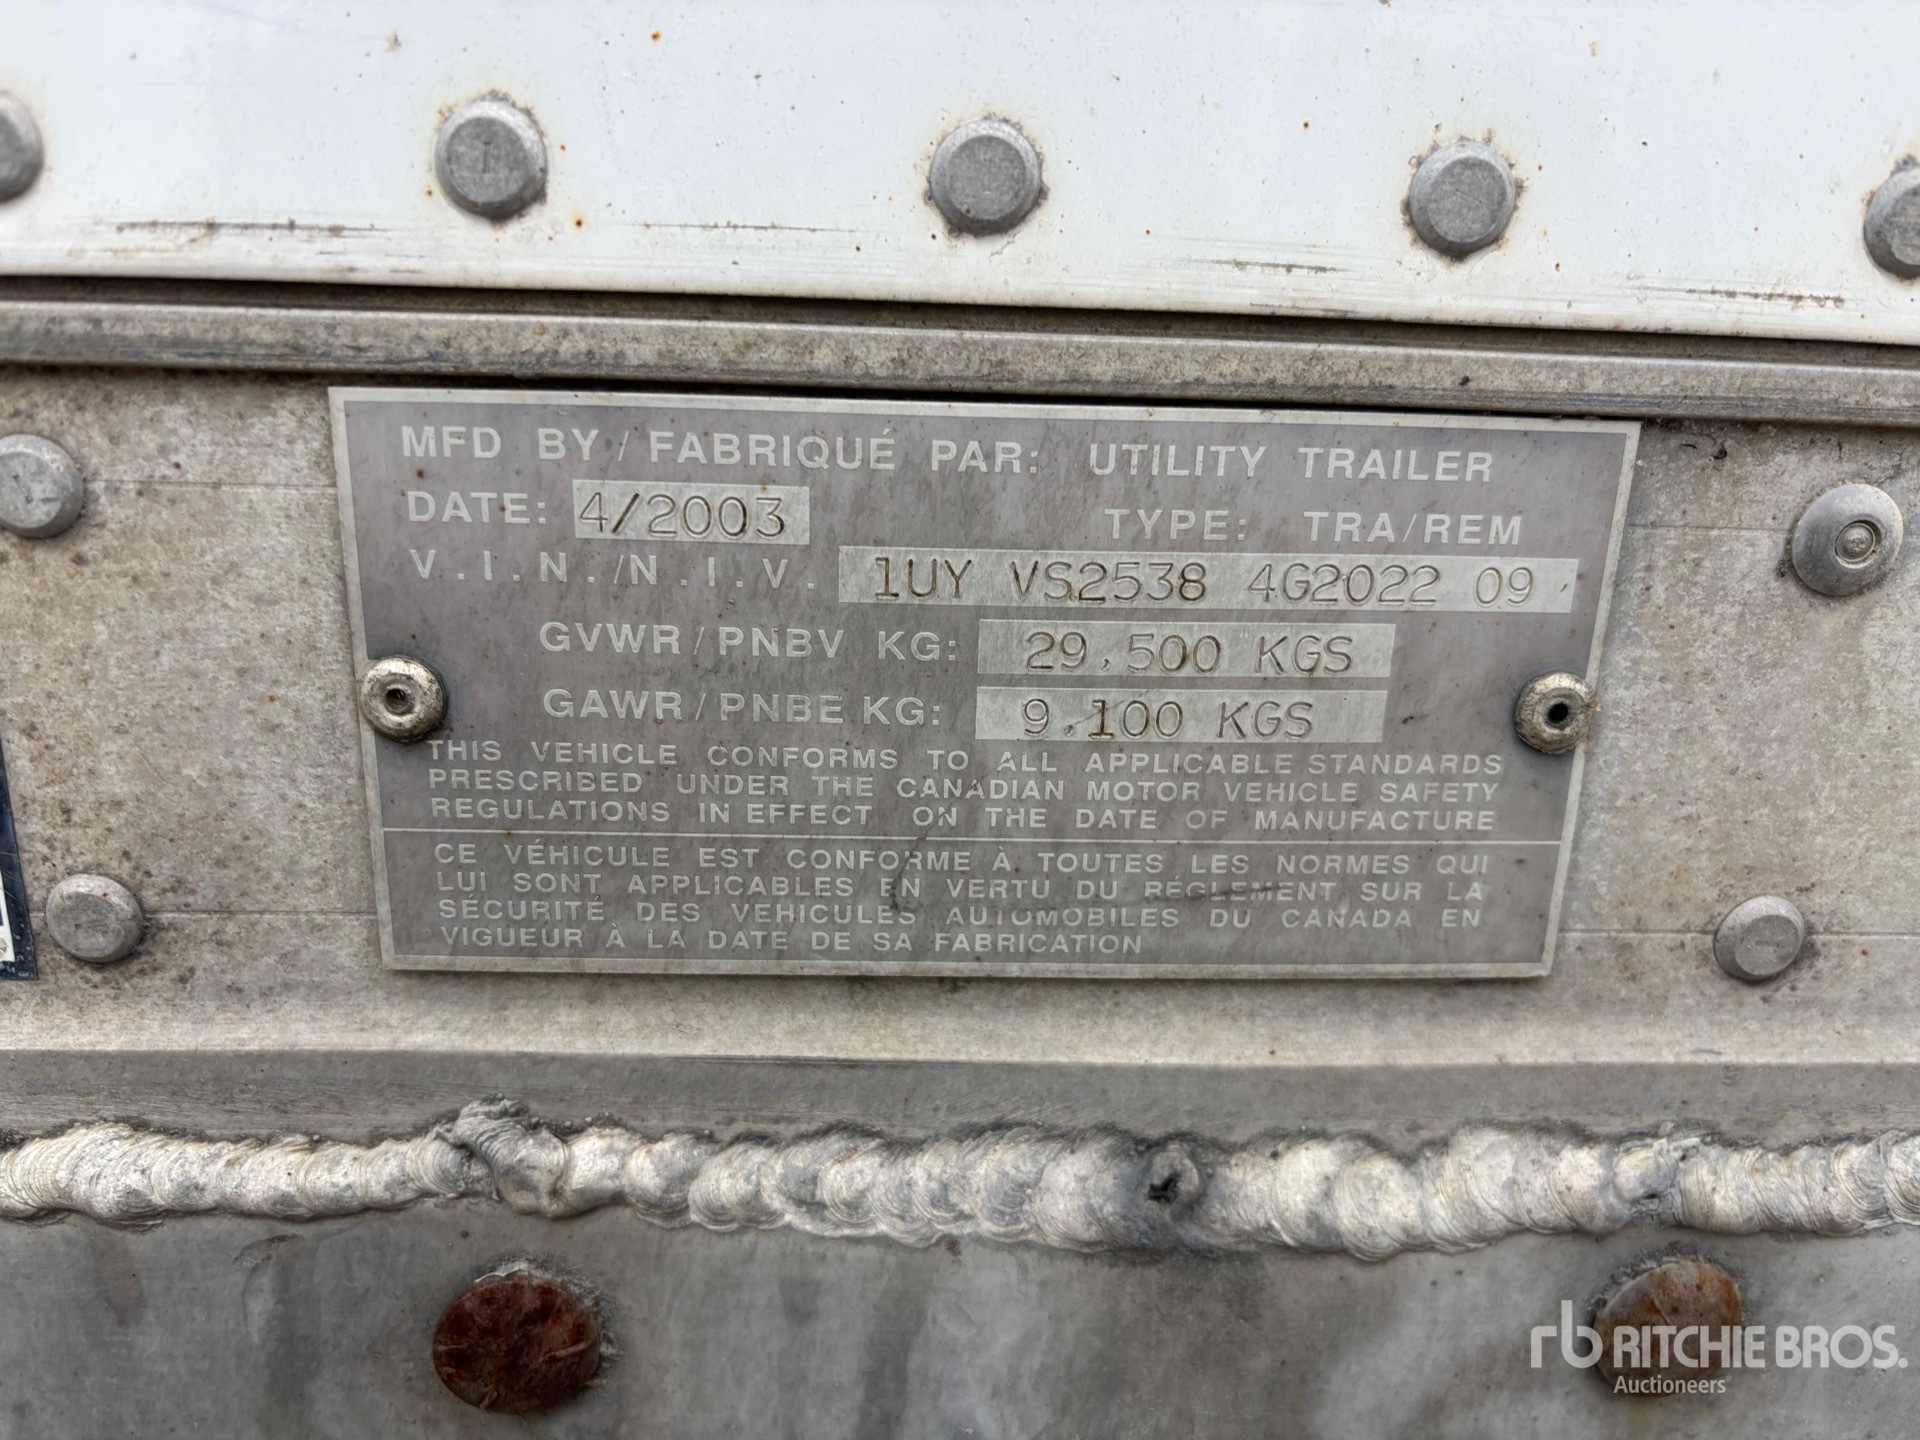 MFD BY / FABRIQUÉ PAR: UTILITY TRAILER
DATE: 4/2003 TYPE: TRA/REM
V.I.N./N.I.V. 1UY VS2538 4G2022 09
GVWR/PNBV KG: 29,500 KGS
GAWR/PNBE KG: 9,100 KGS
THIS VEHICLE CONFORMS TO ALL APPLICABLE STANDARDS
PRESCRIBED UNDER THE CANADIAN MOTOR VEHICLE SAFETY
REGULATIONS IN EFFECT ON THE DATE OF MANUFACTURE
CE VÉHICULE EST CONFORME À TOUTES LES NORMES QUI
LUI SONT APPLICABLES EN VERTU DU RÉGLEMENT SUR LA
SÉCURITÉ DES VEHICULES AUTOMOBILES DU CANADA EN
VIGUEUR À LA DATE DE SA FABRICATION
rb RITCHIE BROS.
Auctioneers